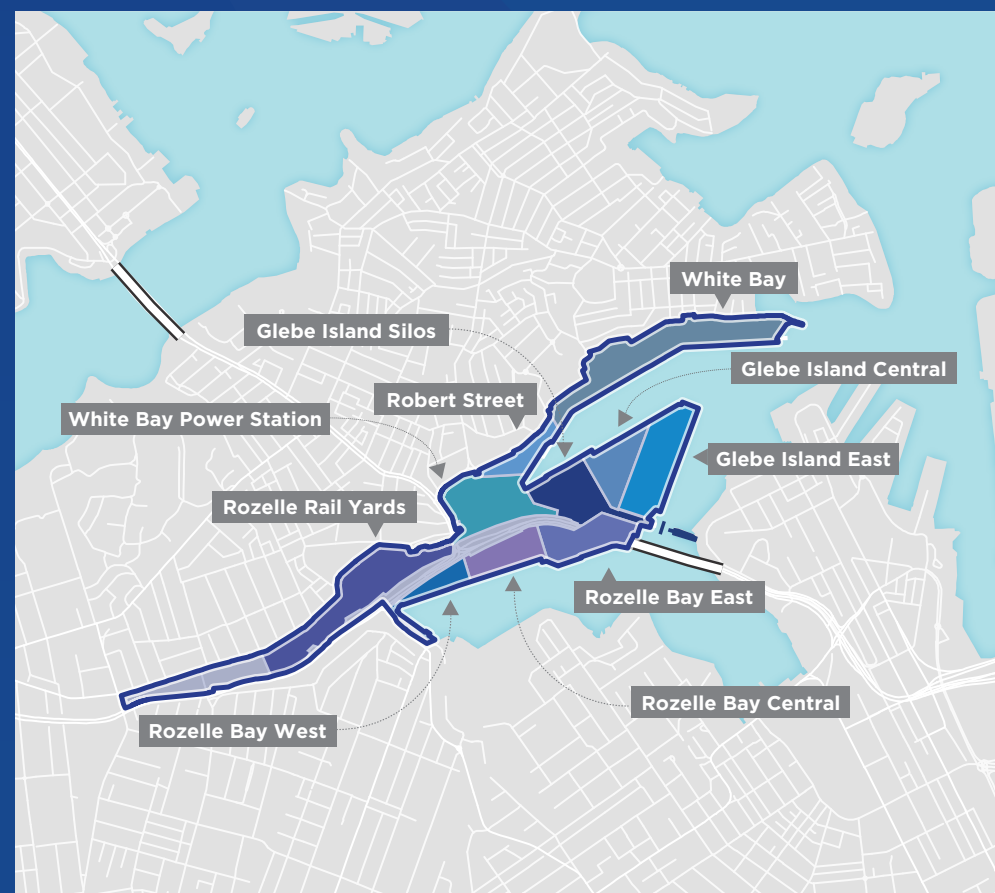 White Bay
Glebe Island Silos
Glebe Island Central
Robert Street
White Bay Power Station
Glebe Island East
Rozelle Rail Yards
Rozelle Bay East
Rozelle Bay Central
Rozelle Bay West